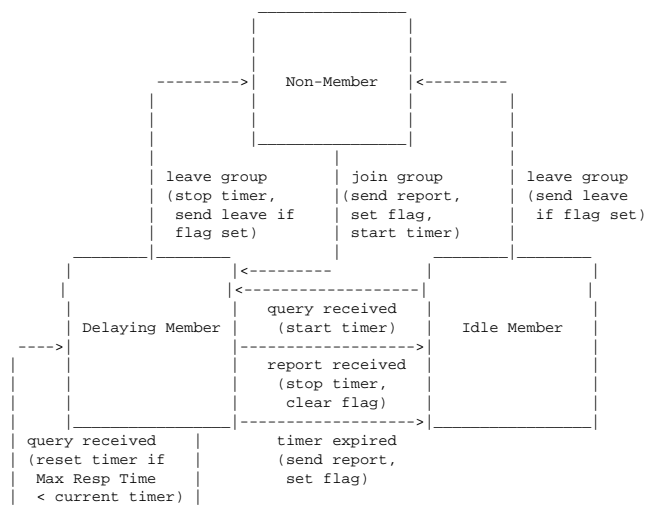 Non-Member
leave group
(stop timer,
send leave if
flag set)
join group
(send report,
set flag,
start timer)
leave group
(send leave
if flag set)
query received
(start timer)
Delaying Member
Idle Member
report received
(stop timer,
clear flag)
query received
(reset timer if
Max Resp Time
< current timer)
timer expired
(send report,
set flag)